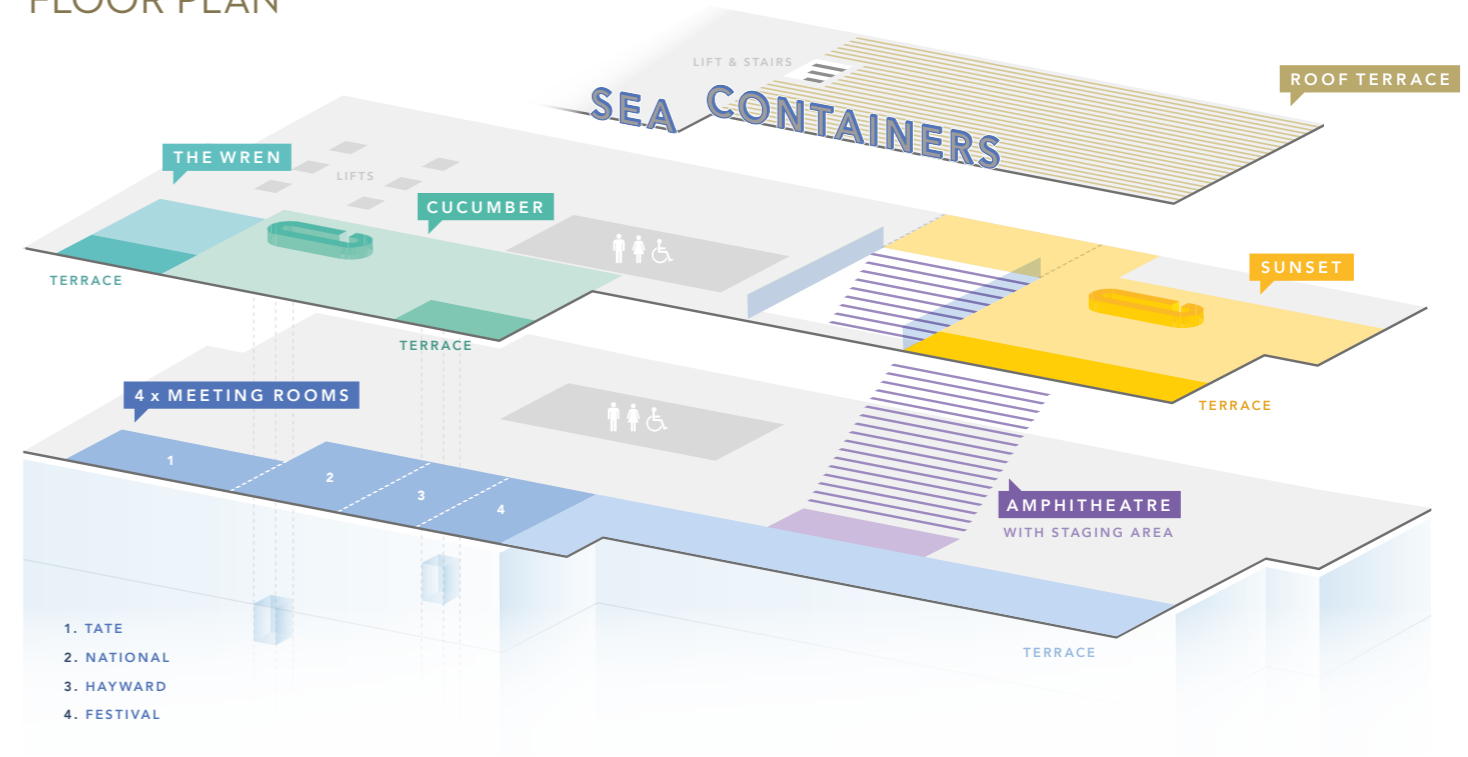 FLOOR PLAN
LIFT & STAIRS
ROOF TERRACE
SEA CONTAINERS
THE WREN
LIFTS
CUCUMBER
SUNSET
TERRACE
TERRACE
4 x MEETING ROOMS
TERRACE
1
2
3
4
AMPHITHEATRE
WITH STAGING AREA
1. TATE
2. NATIONAL
3. HAYWARD
4. FESTIVAL
TERRACE